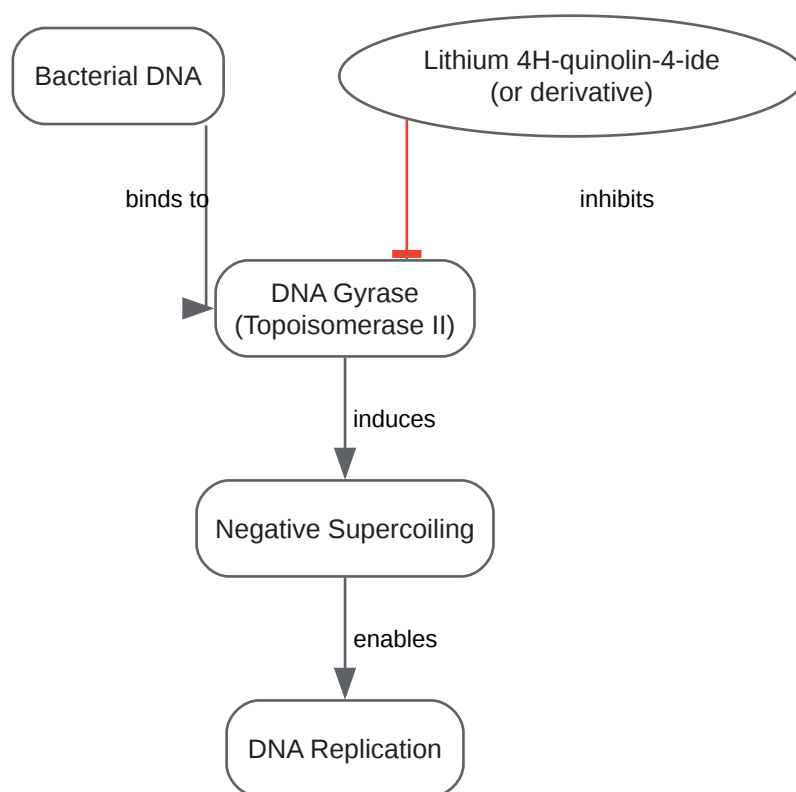 Bacterial DNA
Lithium 4H-quinolin-4-ide
(or derivative)
binds to
inhibits
DNA Gyrase
(Topoisomerase II)
induces
Negative Supercoiling
enables
DNA Replication